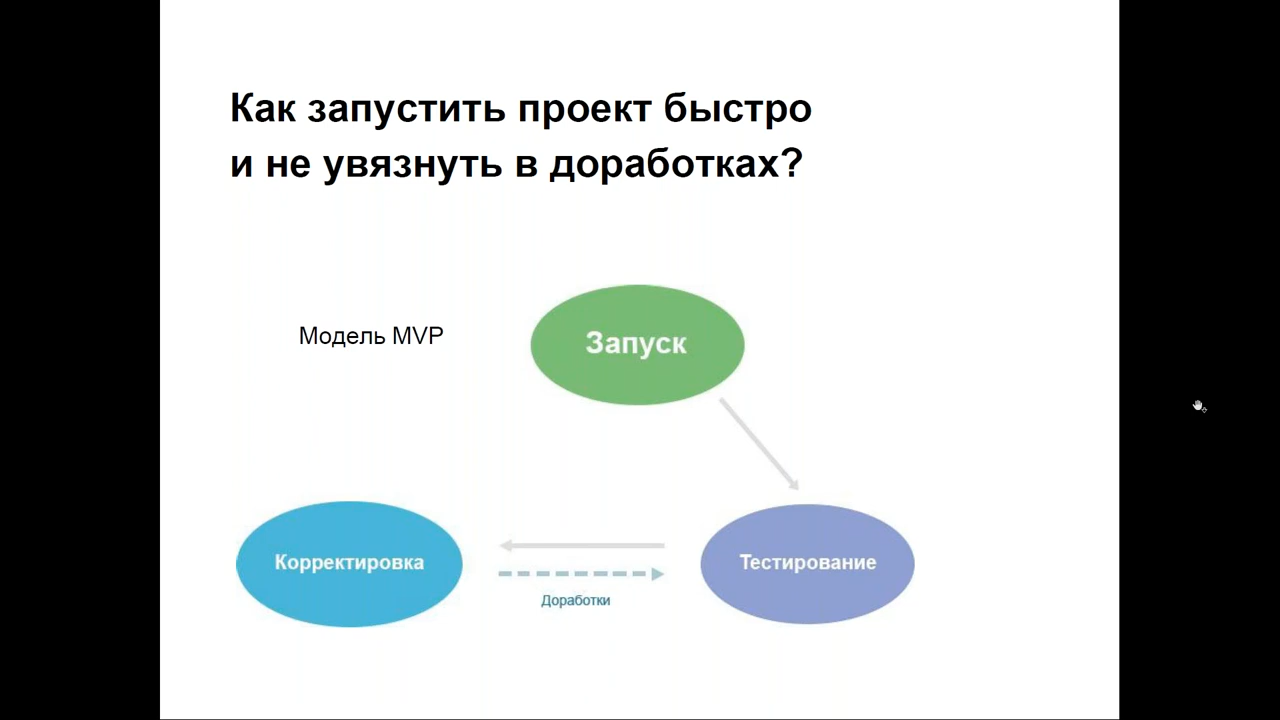 Как запустить проект быстро
и не увязнуть в доработках?
Модель MVP
Запуск
Корректировка
Тестирование
Доработки